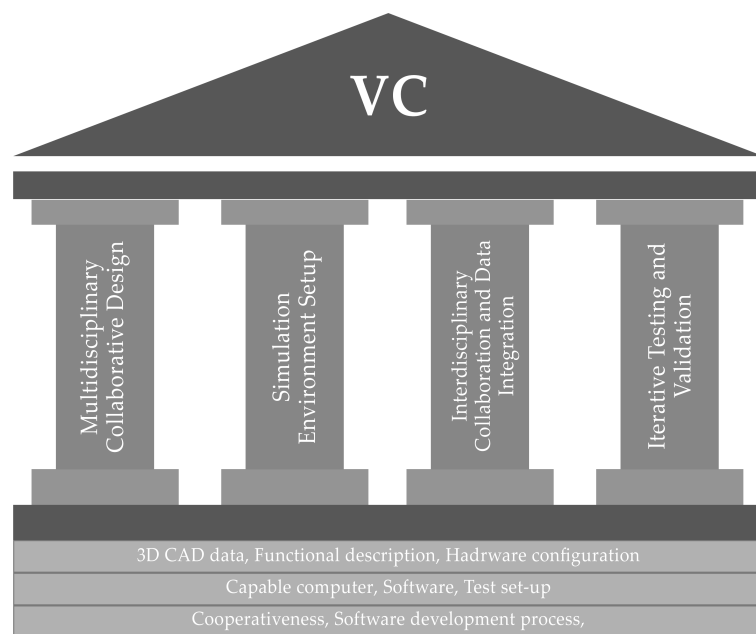 VC
Multidisciplinary
Collaborative Design
Simulation
Environment Setup
Interdisciplinary
Collaboration and Data
Integration
Iterative Testing and
Validation
3D CAD data, Functional description, Hadrware configuration
Capable computer, Software, Test set-up
Cooperativeness, Software development process,